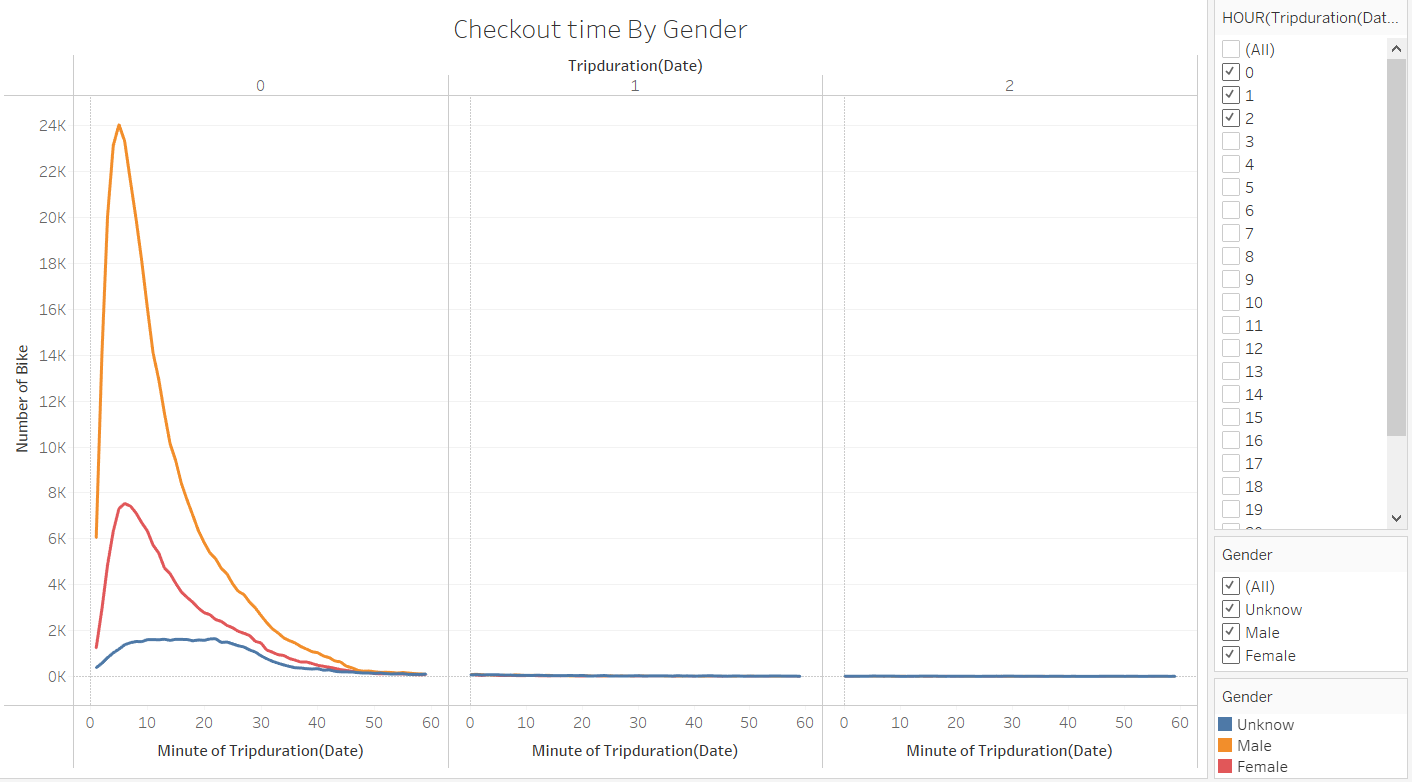 Checkout time By Gender
Tripduration(Date)
0 1 2
24K
22K
20K
18K
16K
14K
12K
10K
8K
6K
4K
2K
0K
Number of Bike
0 10 20 30 40 50 60 0 10 20 30 40 50 60 0 10 20 30 40 50 60
Minute of Tripduration(Date) Minute of Tripduration(Date) Minute of Tripduration(Date)
HOUR(Tripduration(Dat...
(All)
0
1
2
3
4
5
6
7
8
9
10
11
12
13
14
15
16
17
18
19
Gender
(All)
Unknow
Male
Female
Gender
Unknow
Male
Female